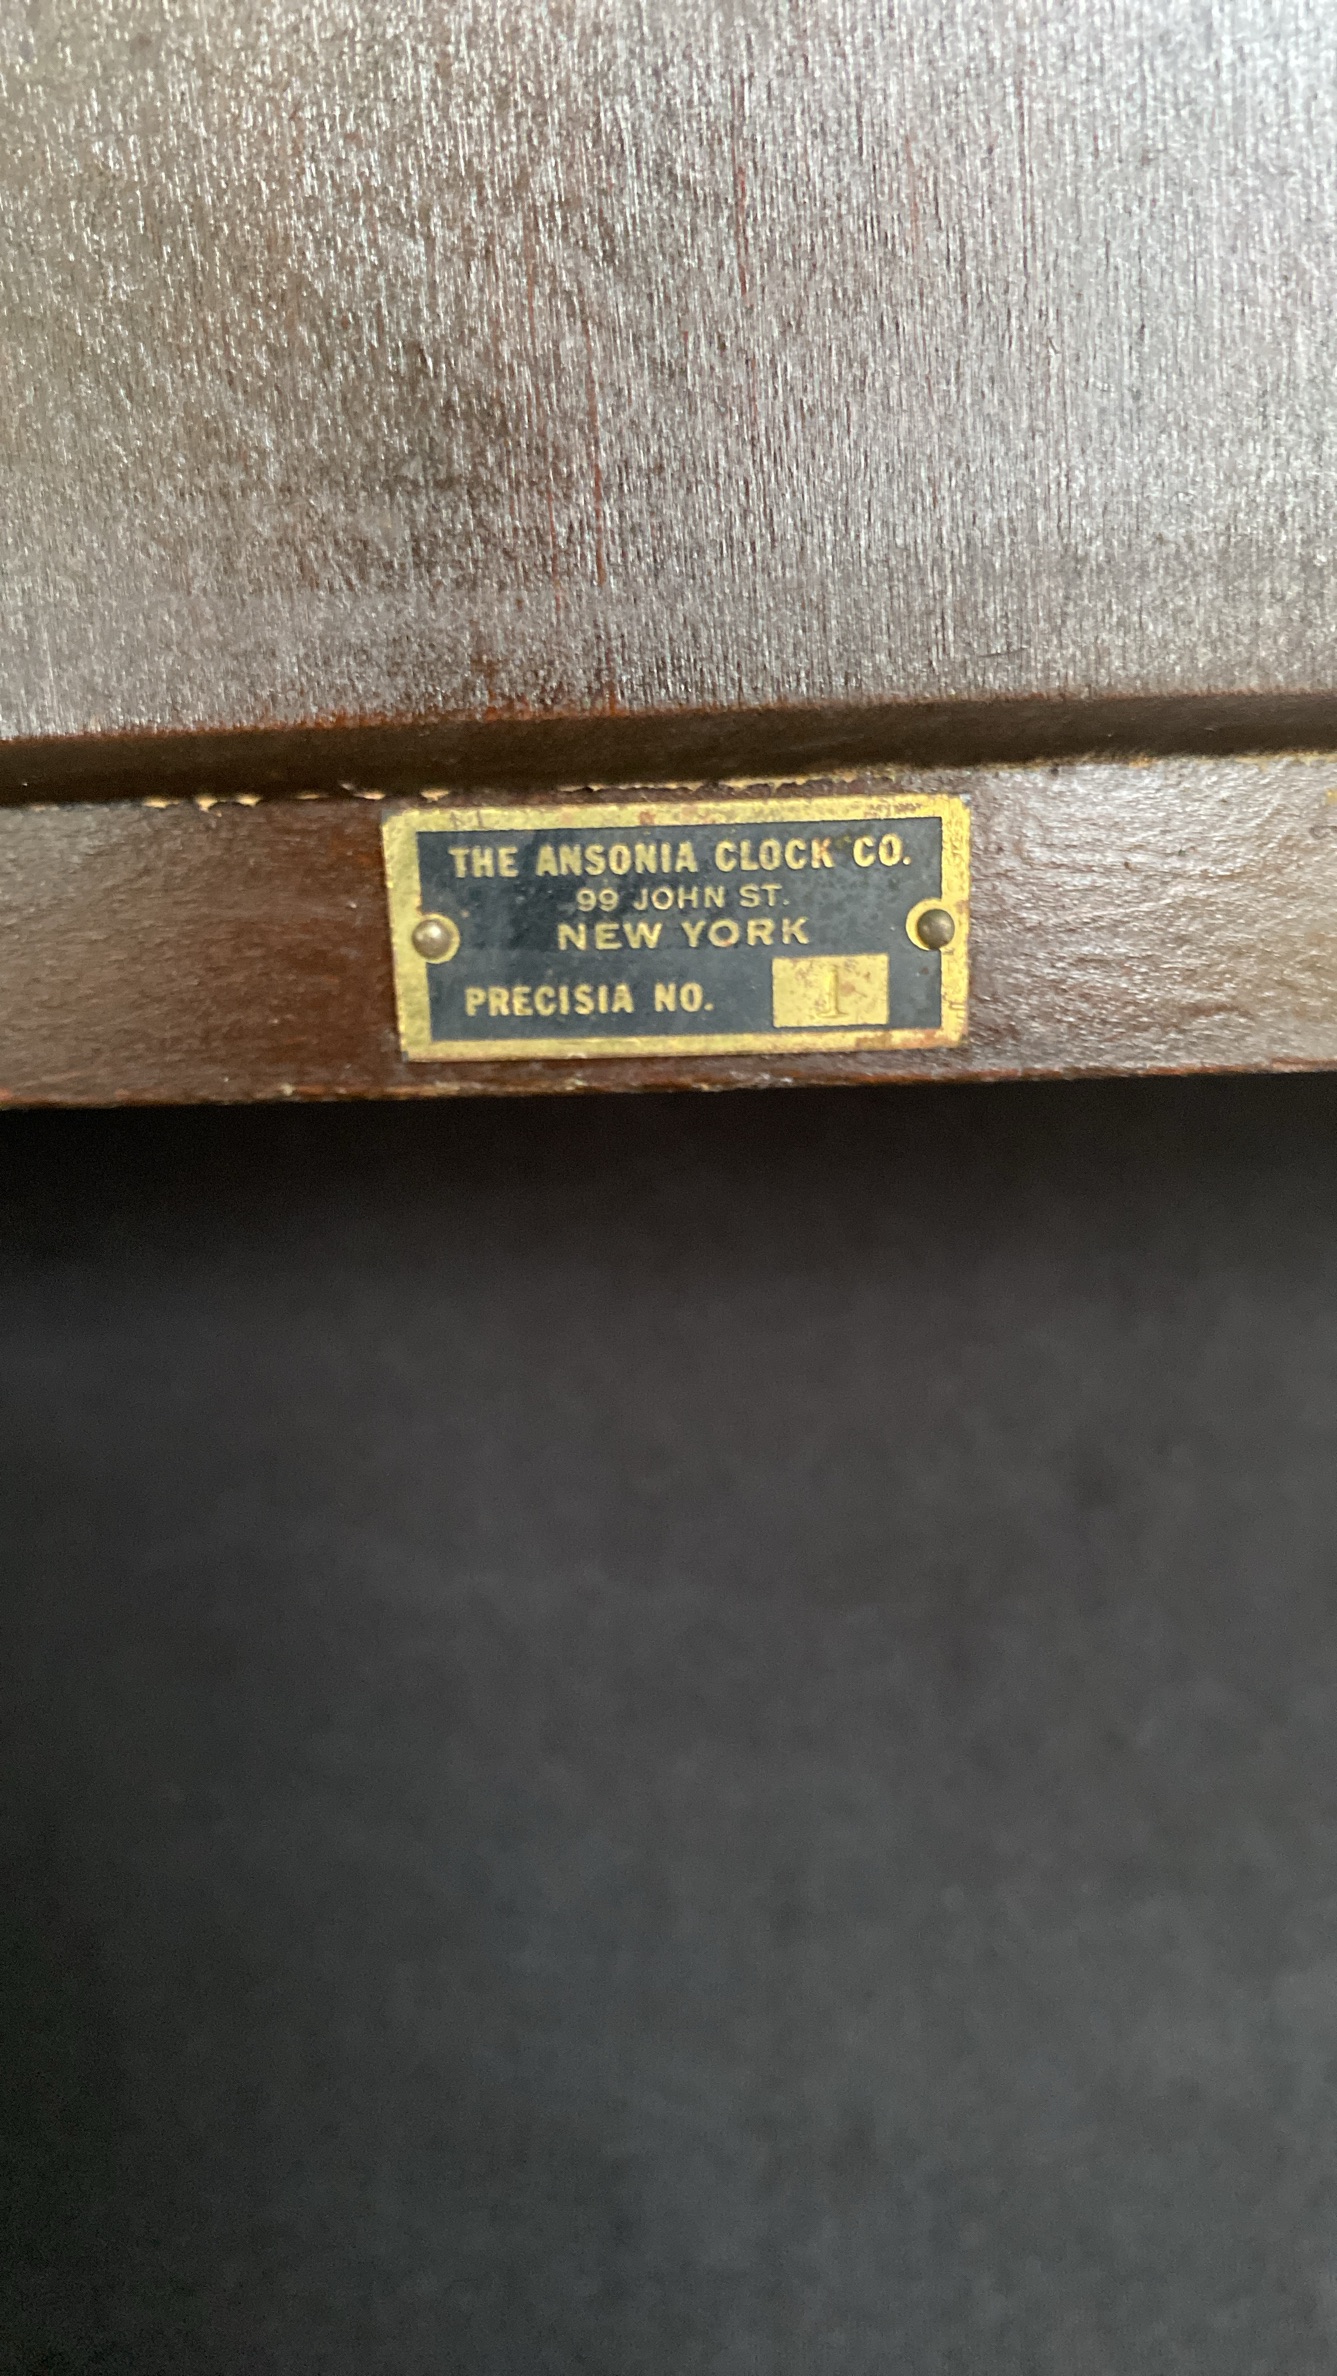 THE ANSONIA CLOCK CO.
99 JOHN ST.
NEW YORK
PRECISIA NO. 1